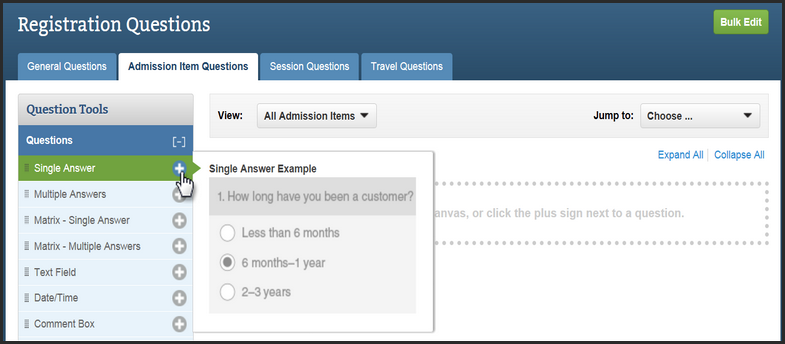 Registration Questions
Bulk Edit
General Questions
Admission Item Questions
Session Questions
Travel Questions
Question Tools
Questions
[-]
Single Answer
Multiple Answers
Matrix - Single Answer
Matrix - Multiple Answers
Text Field
Date/Time
Comment Box
View:
All Admission Items
Jump to:
Choose ...
Expand All
Collapse All
Single Answer Example
1. How long have you been a customer?
Less than 6 months
6 months–1 year
2–3 years
or click the plus sign next to a question.